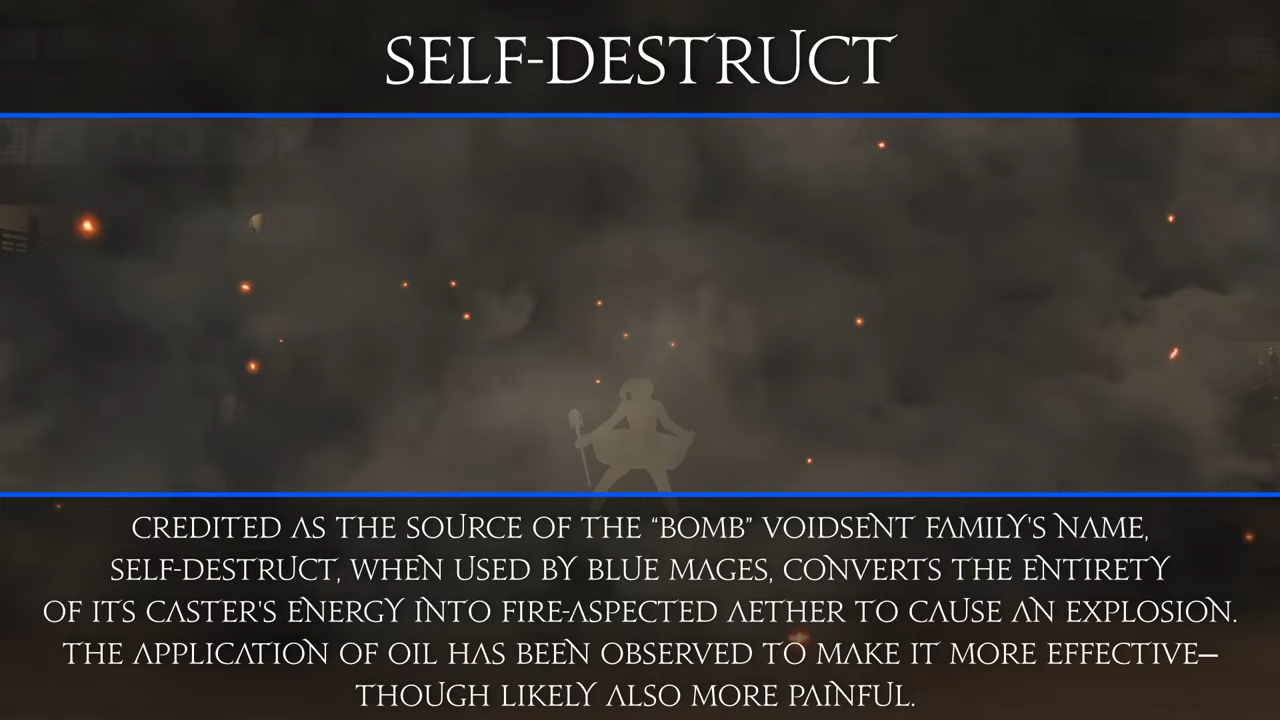 SELF-DESTRUCT
CREDITED AS THE SOURCE OF THE “BOMB” VOIDSENT FAMILY'S NAME,
SELF-DESTRUCT, WHEN USED BY BLUE MAGES, CONVERTS THE ENTIRETY
OF ITS CASTER'S ENERGY INTO FIRE-ASPECTED AETHER TO CAUSE AN EXPLOSION.
THE APPLICATION OF OIL HAS BEEN OBSERVED TO MAKE IT MORE EFFECTIVE—
THOUGH LIKELY ALSO MORE PAINFUL.